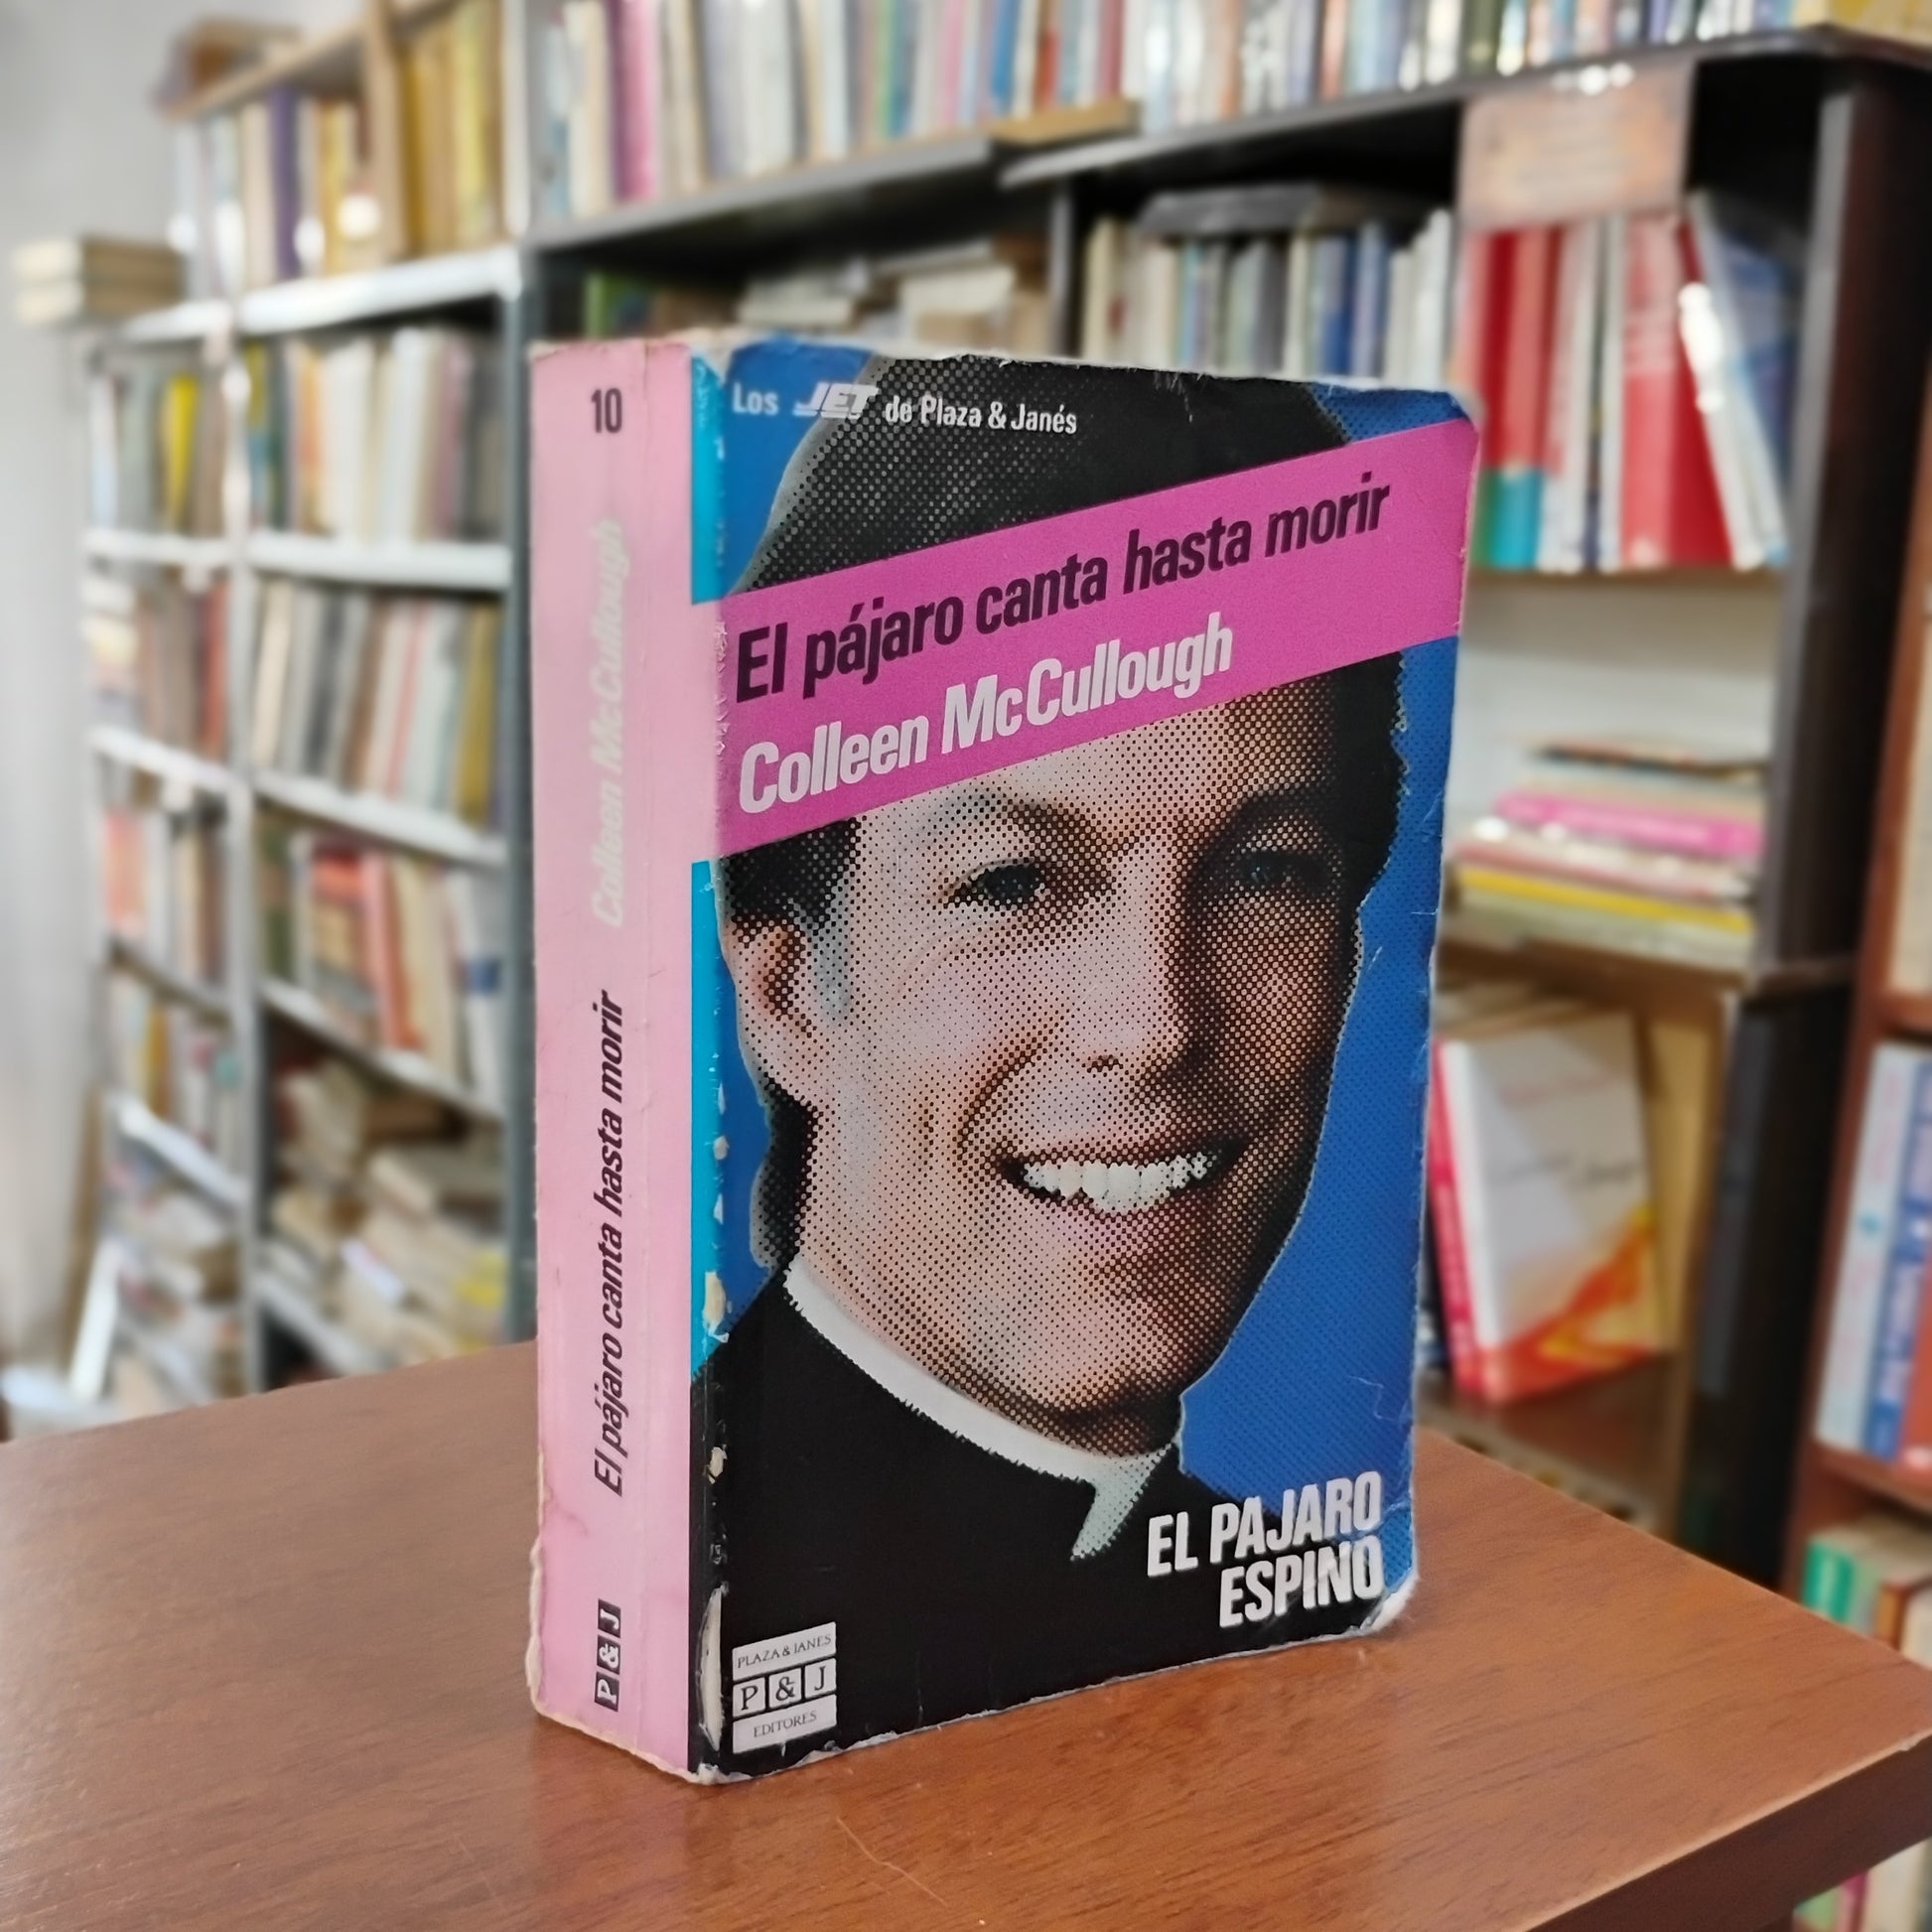 10
Colleen McCullough
El pájaro canta hasta morir
P&J
Los JET de Plaza & Janés
El pájaro canta hasta morir
Colleen McCullough
EL PAJARO
ESPINO
PLAZA & JANES
P&J
EDITORES